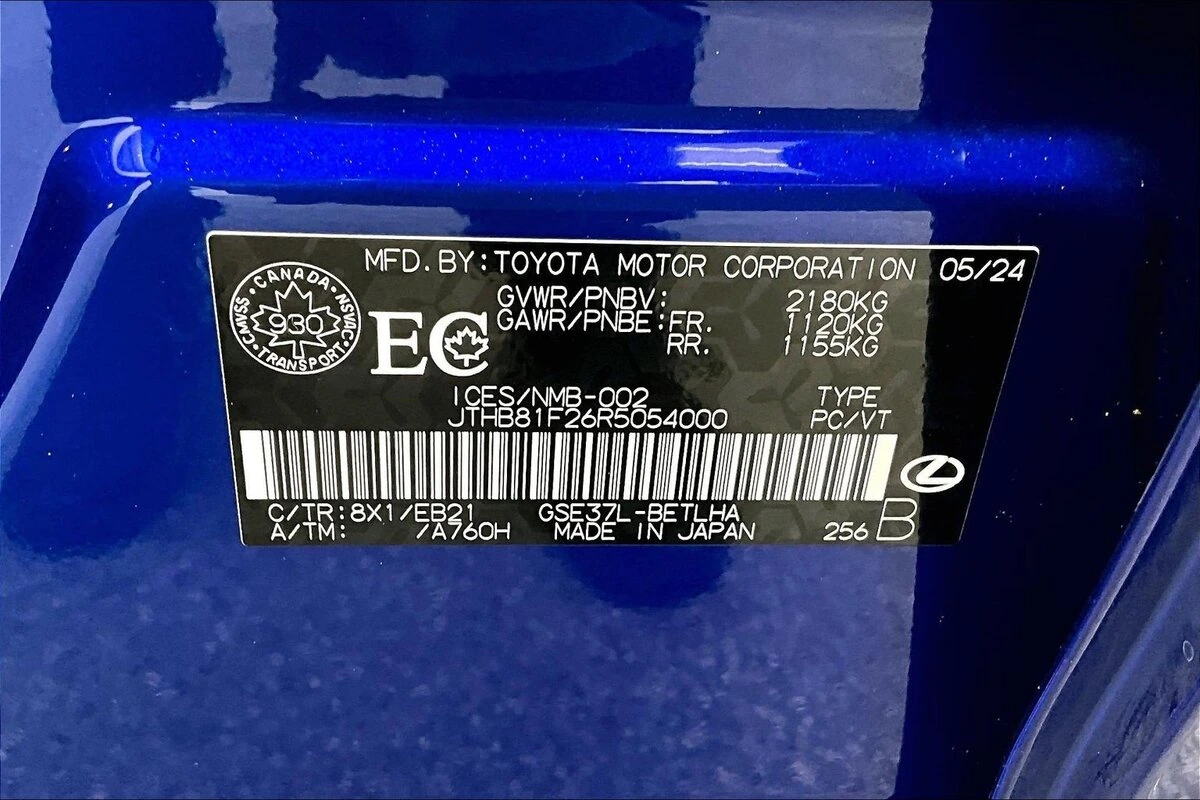 MFD. BY: TOYOTA MOTOR CORPORATION 05/24
GVWR/PNBV: 2180KG
GAWR/PNBE: FR. 1120KG
RR. 1155KG
CANADA
CMVSS NSVAC
930
TRANSPORT
EC
ICES/NMB-002 TYPE
JTHB81F26R5054000 PC/VT
C/TR: 8X1/EB21 GSE37L-BETLHA
A/TM: /A760H MADE IN JAPAN 256 B